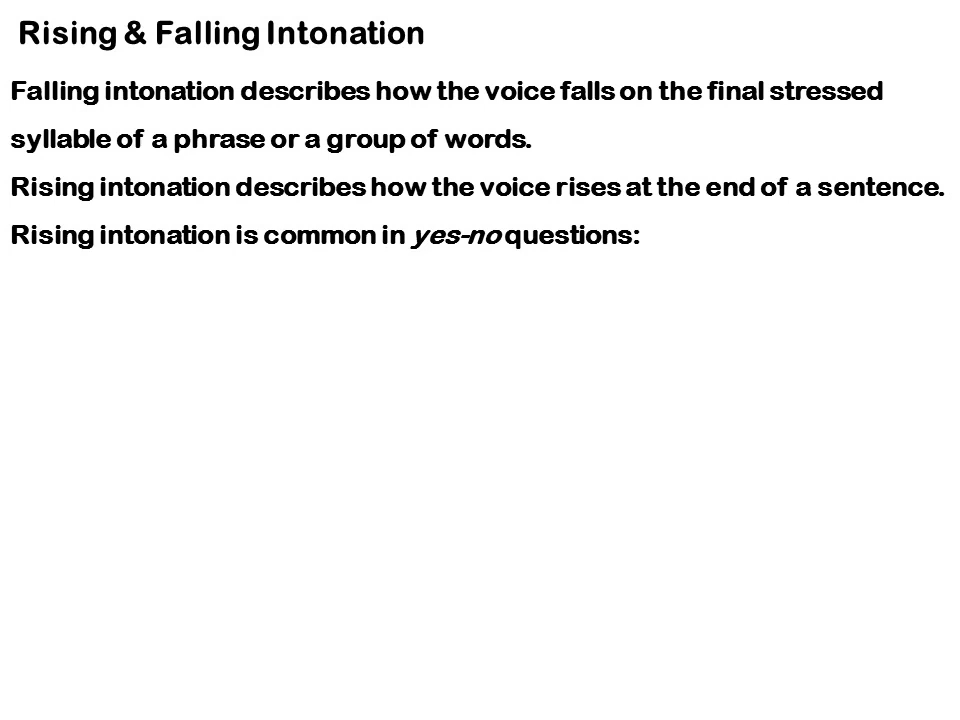 Rising & Falling Intonation
Falling intonation describes how the voice falls on the final stressed
syllable of a phrase or a group of words.
Rising intonation describes how the voice rises at the end of a sentence.
Rising intonation is common in yes-no questions: